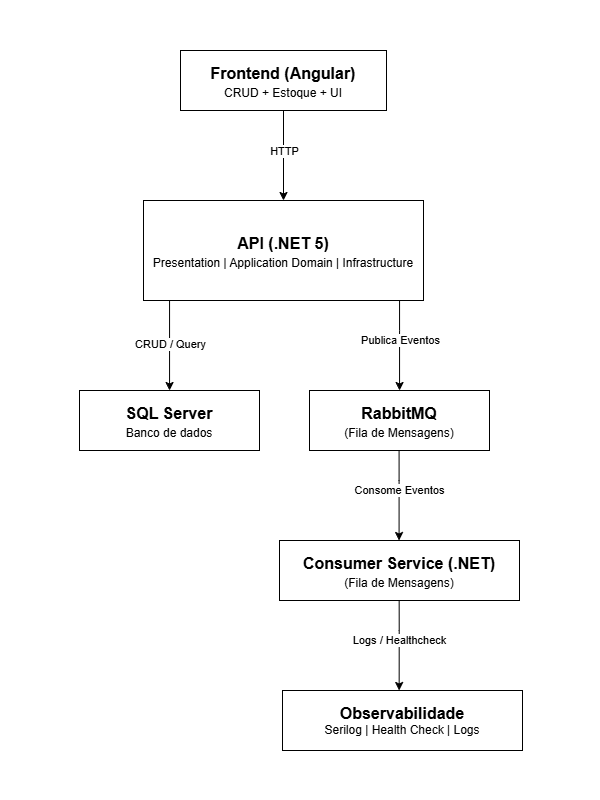 Frontend (Angular)
CRUD + Estoque + UI
HTTP
API (.NET 5)
Presentation | Application Domain | Infrastructure
CRUD / Query
Publica Eventos
SQL Server
Banco de dados
RabbitMQ
(Fila de Mensagens)
Consome Eventos
Consumer Service (.NET)
(Fila de Mensagens)
Logs / Healthcheck
Observabilidade
Serilog | Health Check | Logs